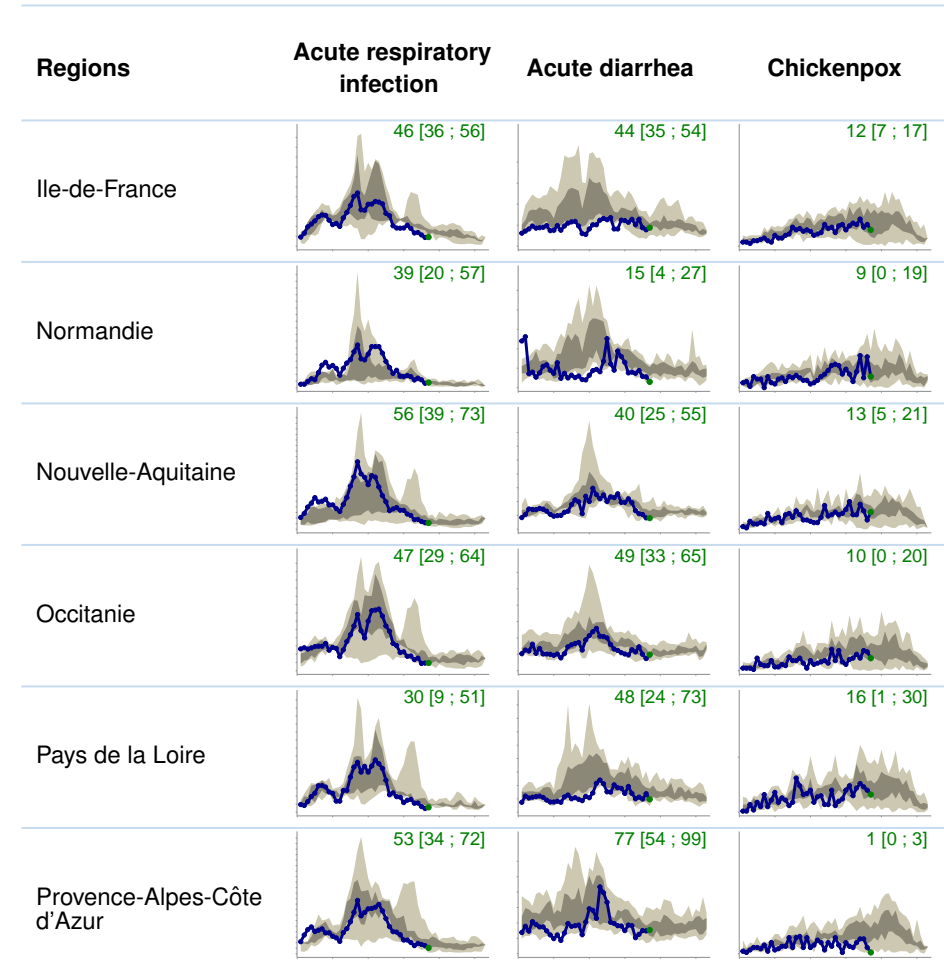 Regions
Acute respiratory
infection
Acute diarrhea
Chickenpox
Ile-de-France
46 [36 ; 56]
44 [35 ; 54]
12 [7 ; 17]
Normandie
39 [20 ; 57]
15 [4 ; 27]
9 [0 ; 19]
Nouvelle-Aquitaine
56 [39 ; 73]
40 [25 ; 55]
13 [5 ; 21]
Occitanie
47 [29 ; 64]
49 [33 ; 65]
10 [0 ; 20]
Pays de la Loire
30 [9 ; 51]
48 [24 ; 73]
16 [1 ; 30]
Provence-Alpes-Côte
d'Azur
53 [34 ; 72]
77 [54 ; 99]
1 [0 ; 3]